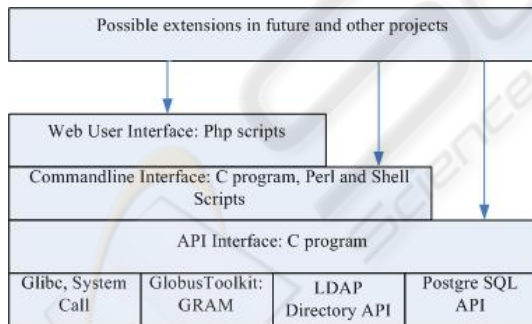 Possible extensions in future and other projects
Web User Interface: Php scripts
Commandline Interface: C program, Perl and Shell
Scripts
API Interface: C program
Glibc, System
Call
GlobusToolkit:
GRAM
LDAP
Directory API
Postgre SQL
API